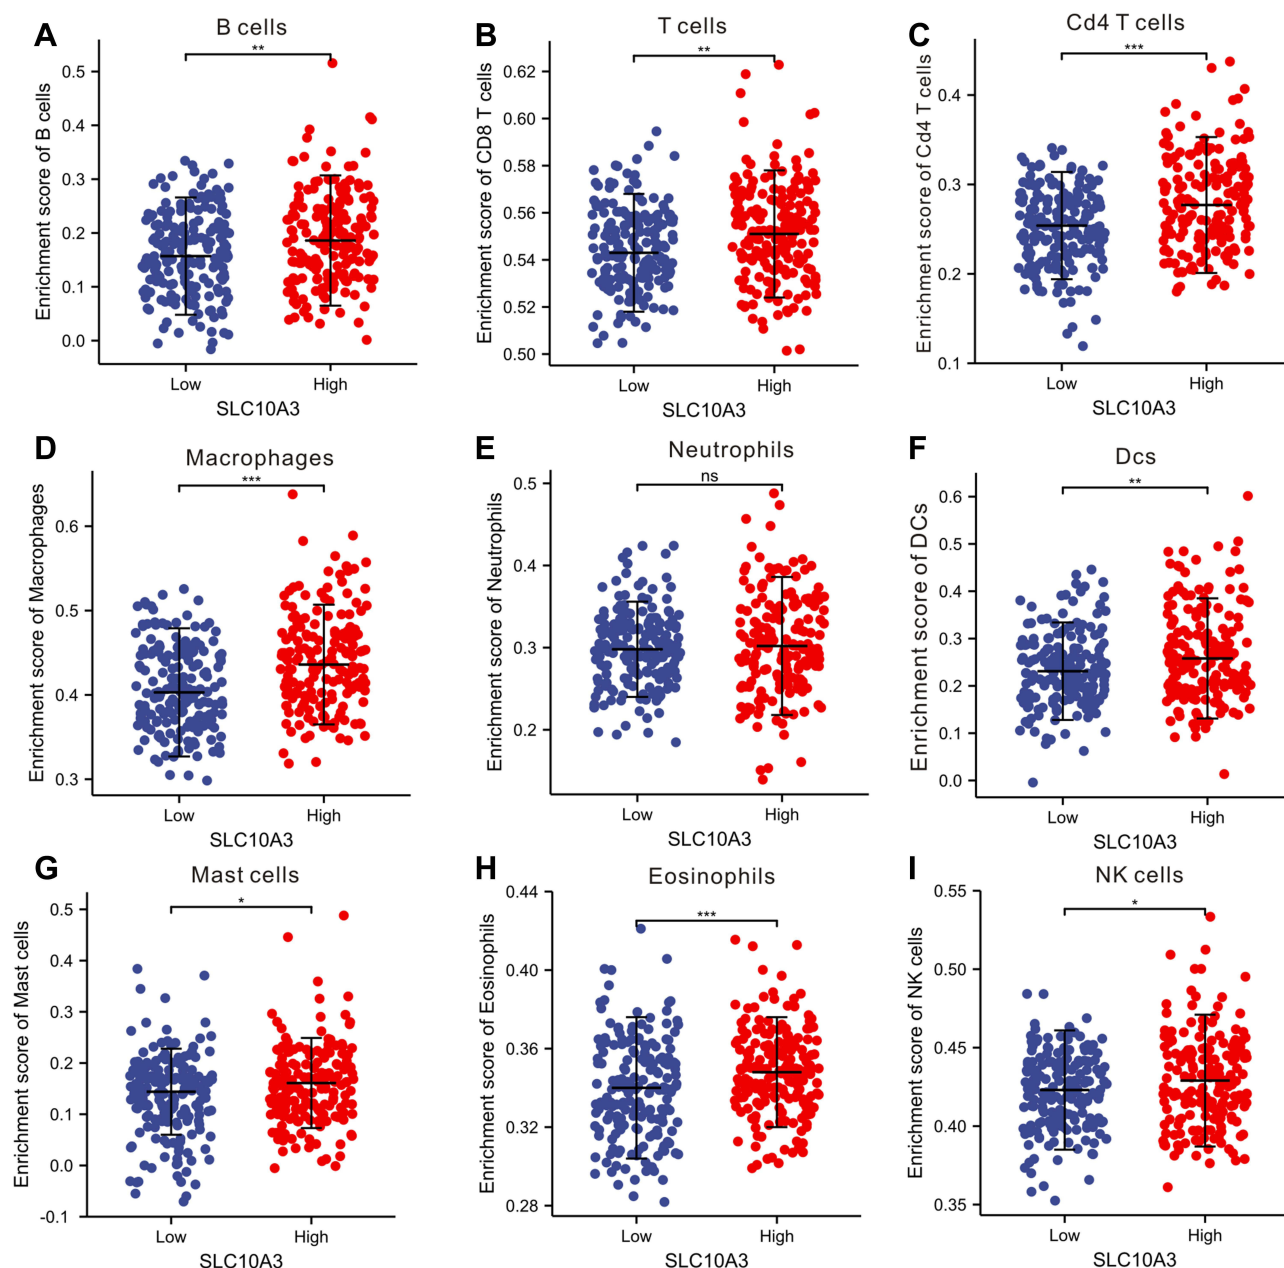 A
B cells
**
Enrichment score of B cells
0.5
0.4
0.3
0.2
0.1
0.0
Low
High
SLC10A3
B
T cells
**
Enrichment score of CD8 T cells
0.62
0.60
0.58
0.56
0.54
0.52
0.50
Low
High
SLC10A3
C
Cd4 T cells
***
Enrichment score of Cd4 T cells
0.4
0.3
0.2
0.1
Low
High
SLC10A3
D
Macrophages
***
Enrichment score of Macrophages
0.6
0.5
0.4
0.3
Low
High
SLC10A3
E
Neutrophils
ns
Enrichment score of Neutrophils
0.5
0.4
0.3
0.2
Low
High
SLC10A3
F
Dcs
**
Enrichment score of DCs
0.6
0.5
0.4
0.3
0.2
0.1
0.0
Low
High
SLC10A3
G
Mast cells
*
Enrichment score of Mast cells
0.5
0.4
0.3
0.2
0.1
0.0
-0.1
Low
High
SLC10A3
H
Eosinophils
***
Enrichment score of Eosinophils
0.44
0.40
0.36
0.32
0.28
Low
High
SLC10A3
I
NK cells
*
Enrichment score of NK cells
0.55
0.50
0.45
0.40
0.35
Low
High
SLC10A3